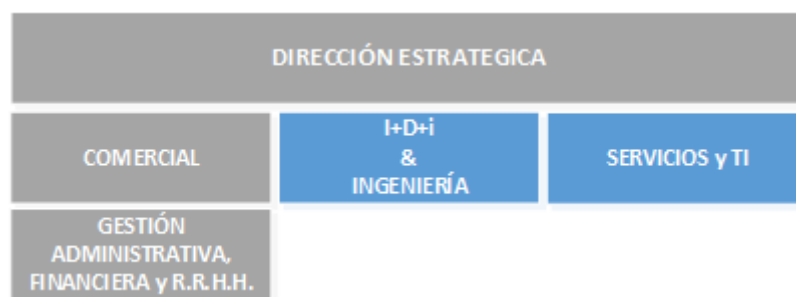 DIRECCIÓN ESTRATEGICA
COMERCIAL
I+D+i
&
INGENIERÍA
SERVICIOS y TI
GESTIÓN
ADMINISTRATIVA,
FINANCIERA y R.R.H.H.